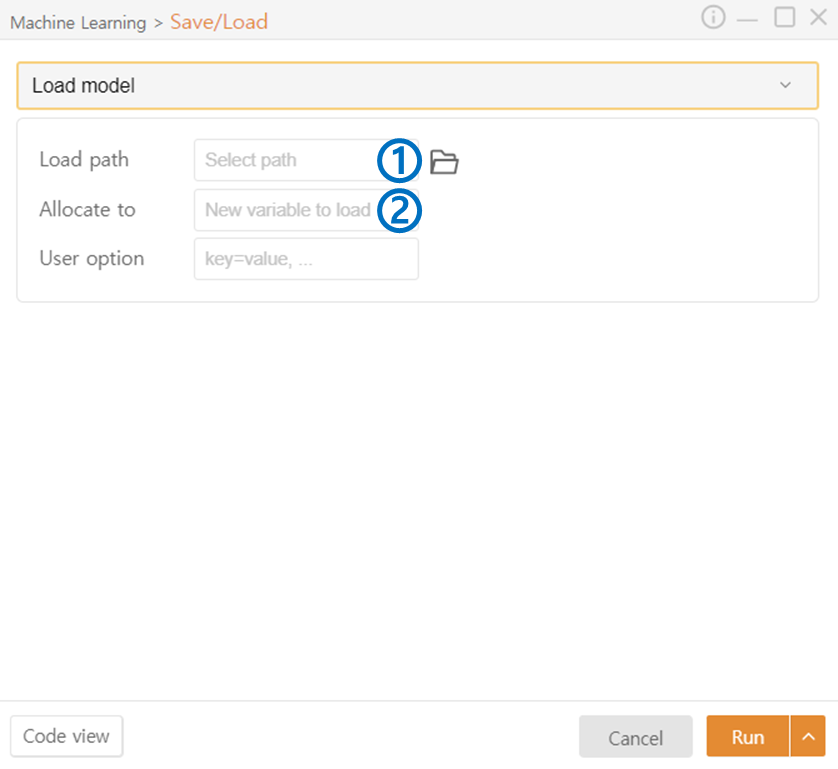 Machine Learning > Save/Load
Load model
Load path Select path ①
Allocate to New variable to load ②
User option key=value, ...
Code view Cancel Run